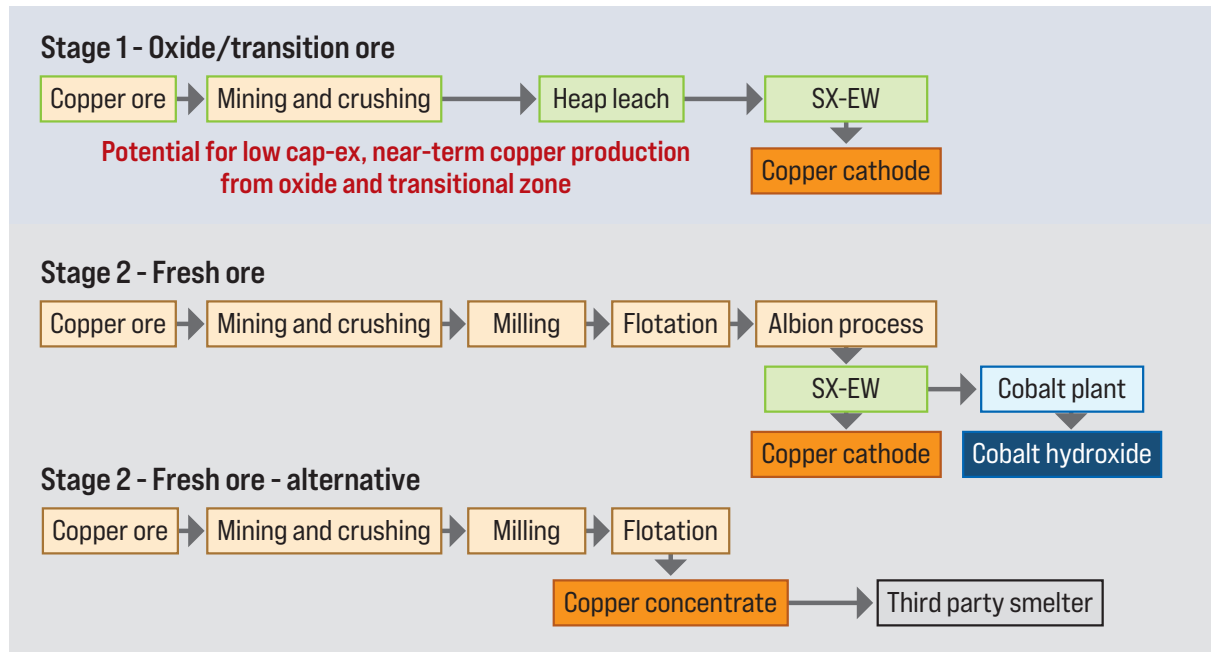 Stage 1 - Oxide/transition ore
Copper ore
Mining and crushing
Heap leach
SX-EW
Potential for low cap-ex, near-term copper production
from oxide and transitional zone
Copper cathode
Stage 2 - Fresh ore
Copper ore
Mining and crushing
Milling
Flotation
Albion process
SX-EW
Cobalt plant
Copper cathode
Cobalt hydroxide
Stage 2 - Fresh ore - alternative
Copper ore
Mining and crushing
Milling
Flotation
Copper concentrate
Third party smelter